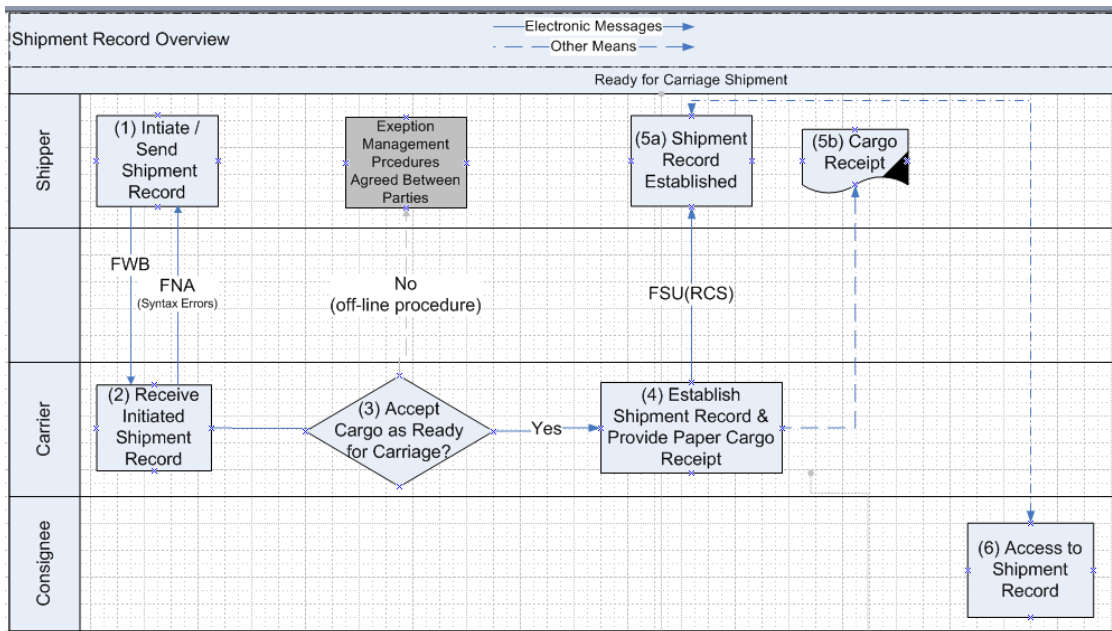 Shipment Record Overview
Electronic Messages
Other Means
Ready for Carriage Shipment
Shipper
(1) Intiate /
Send
Shipment
Record
Exeption
Management
Prcedures
Agreed Between
Parties
(5a) Shipment
Record
Established
(5b) Cargo
Receipt
FWB
FNA
(Syntax Errors)
No
(off-line procedure)
FSU(RCS)
Carrier
(2) Receive
Initiated
Shipment
Record
(3) Accept
Cargo as Ready
for Carriage?
Yes
(4) Establish
Shipment Record &
Provide Paper Cargo
Receipt
Consignee
(6) Access to
Shipment
Record